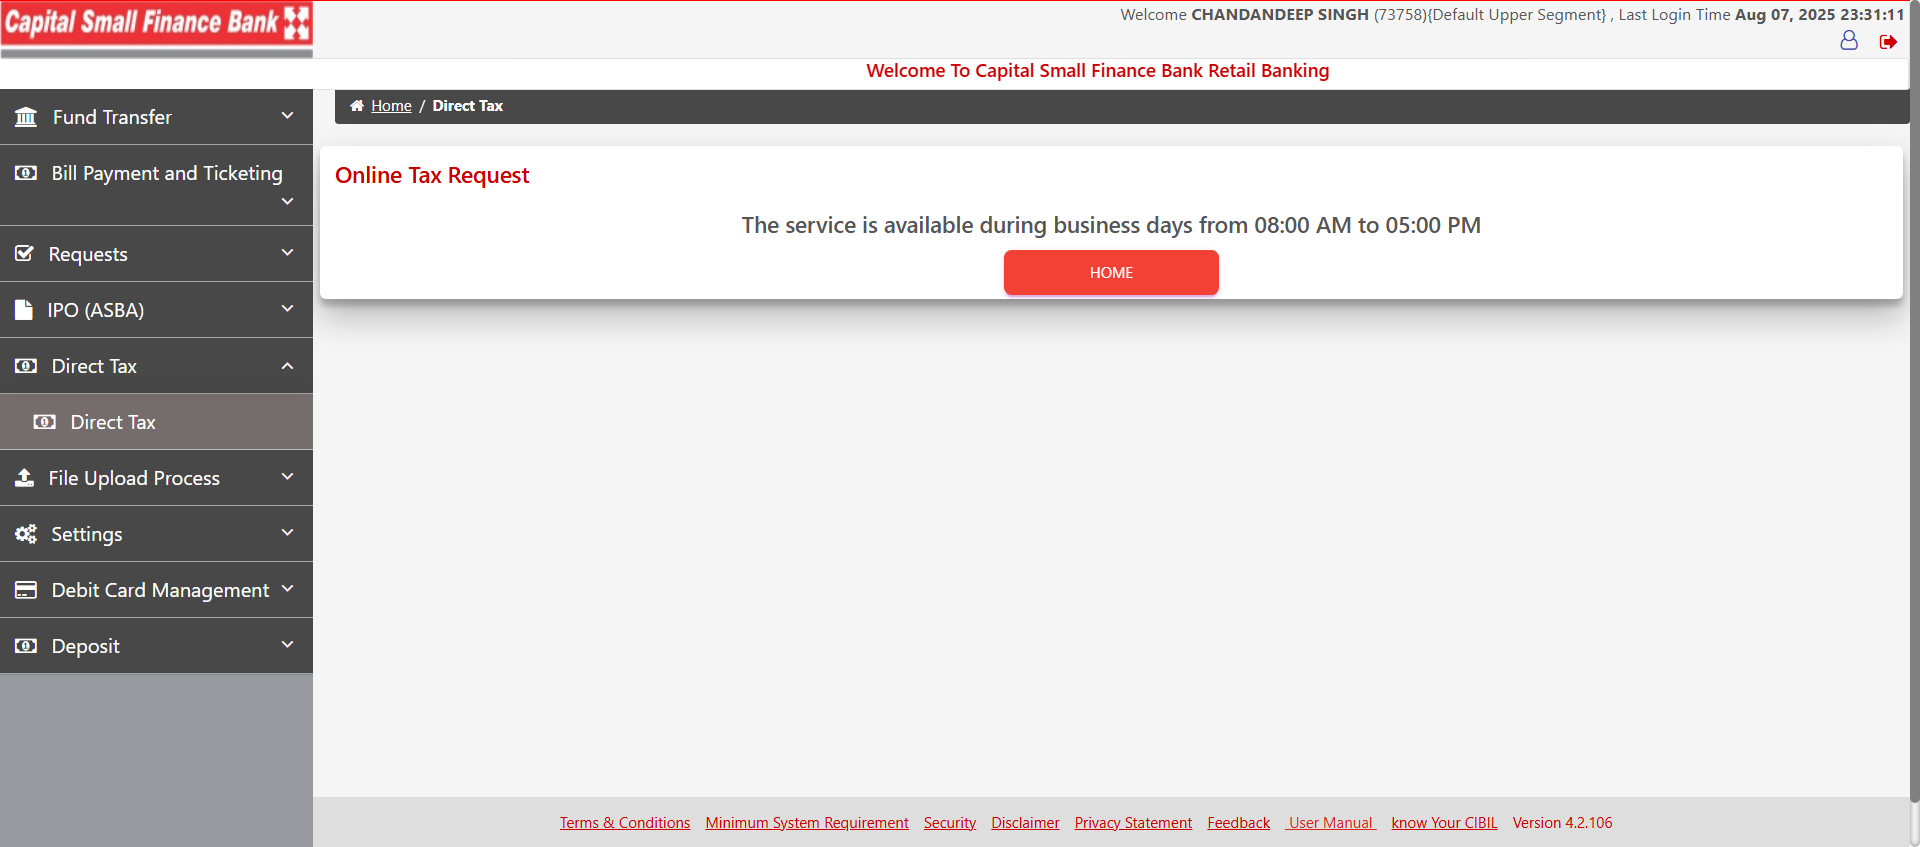 Capital Small Finance Bank
Welcome CHANDANDEEP SINGH (73758){Default Upper Segment} , Last Login Time Aug 07, 2025 23:31:11
Welcome To Capital Small Finance Bank Retail Banking
Home / Direct Tax
Fund Transfer
Bill Payment and Ticketing
Requests
IPO (ASBA)
Direct Tax
Direct Tax
File Upload Process
Settings
Debit Card Management
Deposit
Online Tax Request
The service is available during business days from 08:00 AM to 05:00 PM
HOME
Terms & Conditions Minimum System Requirement Security Disclaimer Privacy Statement Feedback User Manual know Your CIBIL Version 4.2.106